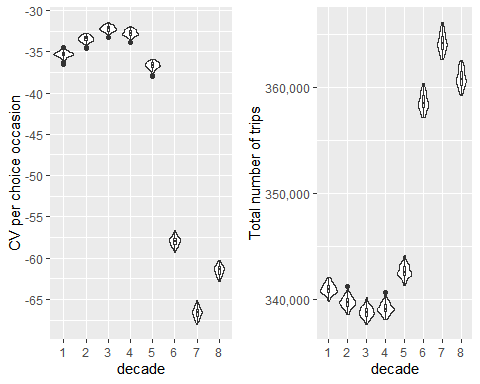 CV per choice occasion
-30
-35
-40
-45
-50
-55
-60
-65
1 2 3 4 5 6 7 8
decade
Total number of trips
360,000
350,000
340,000
1 2 3 4 5 6 7 8
decade